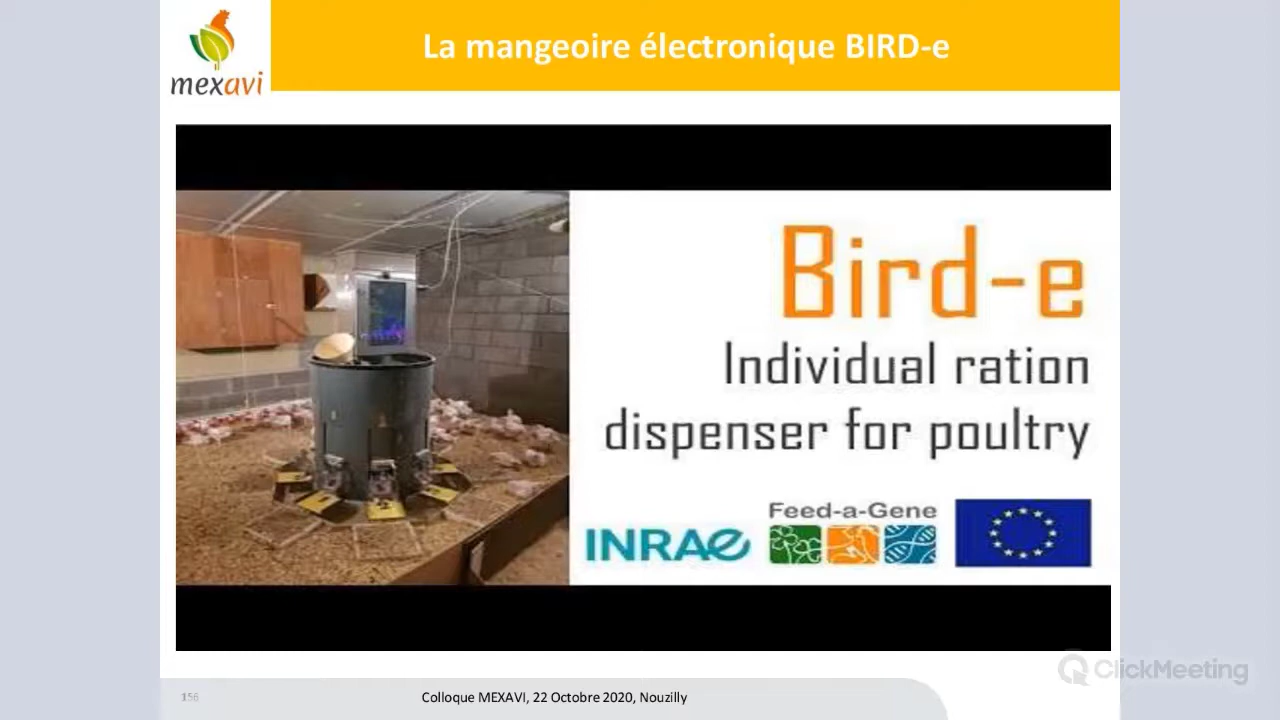 mexavi
La mangeoire électronique BIRD-e
Bird-e
Individual ration
dispenser for poultry
INRAE
Feed-a-Gene
ClickMeeting
156
Colloque MEXAVI, 22 Octobre 2020, Nouzilly